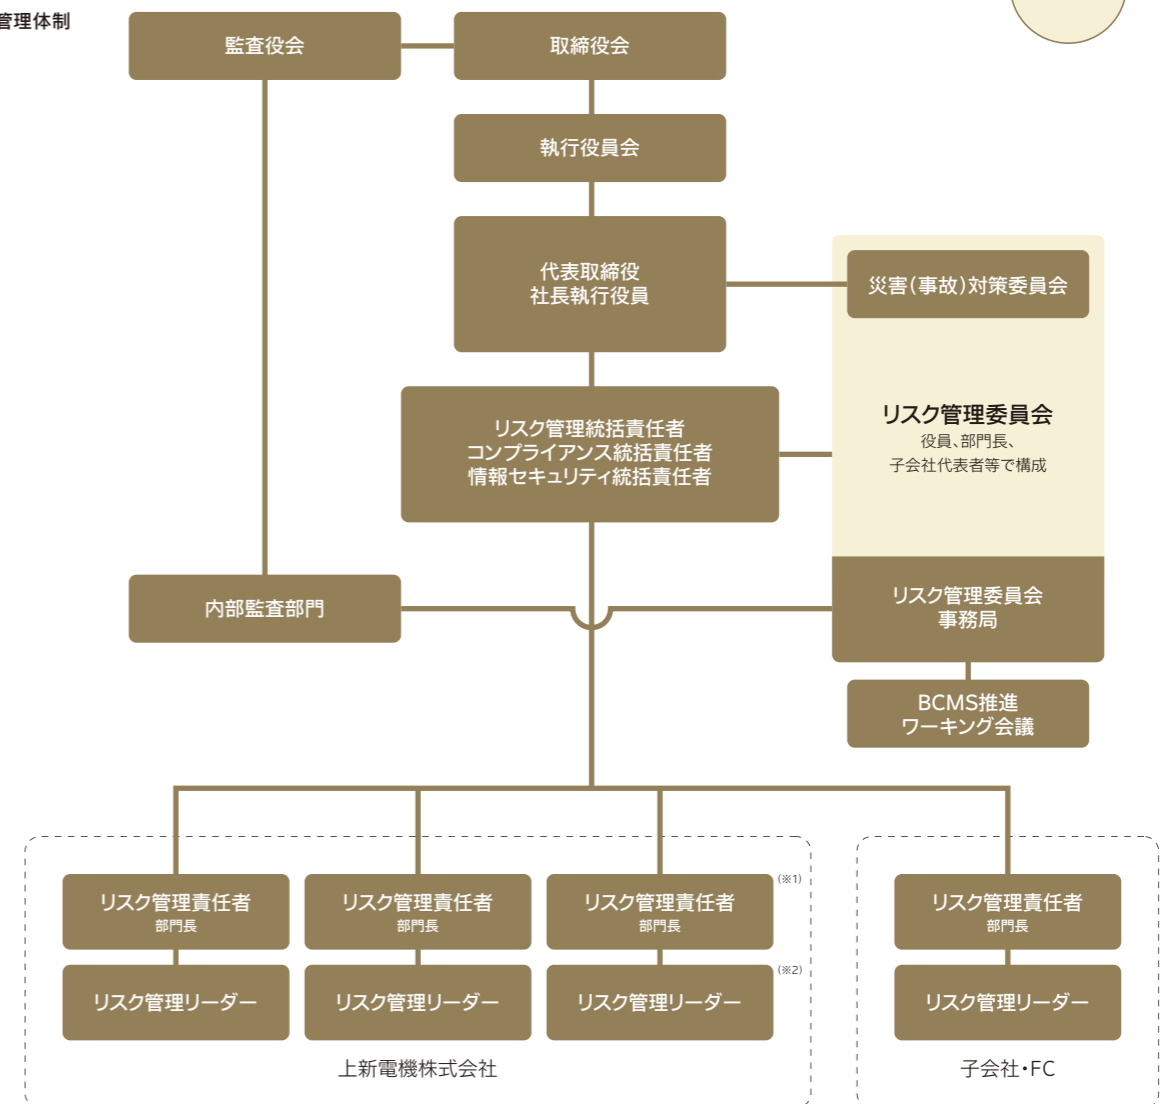 管理体制
監査役会
取締役会
執行役員会
代表取締役
社長執行役員
災害(事故)対策委員会
リスク管理委員会
役員、部門長、
子会社代表者等で構成
リスク管理統括責任者
コンプライアンス統括責任者
情報セキュリティ統括責任者
内部監査部門
リスク管理委員会
事務局
BCMS推進
ワーキング会議
リスク管理責任者
部門長
リスク管理責任者
部門長
リスク管理責任者
部門長
(※1)
リスク管理責任者
部門長
リスク管理リーダー
リスク管理リーダー
リスク管理リーダー
(※2)
リスク管理リーダー
上新電機株式会社
子会社・FC